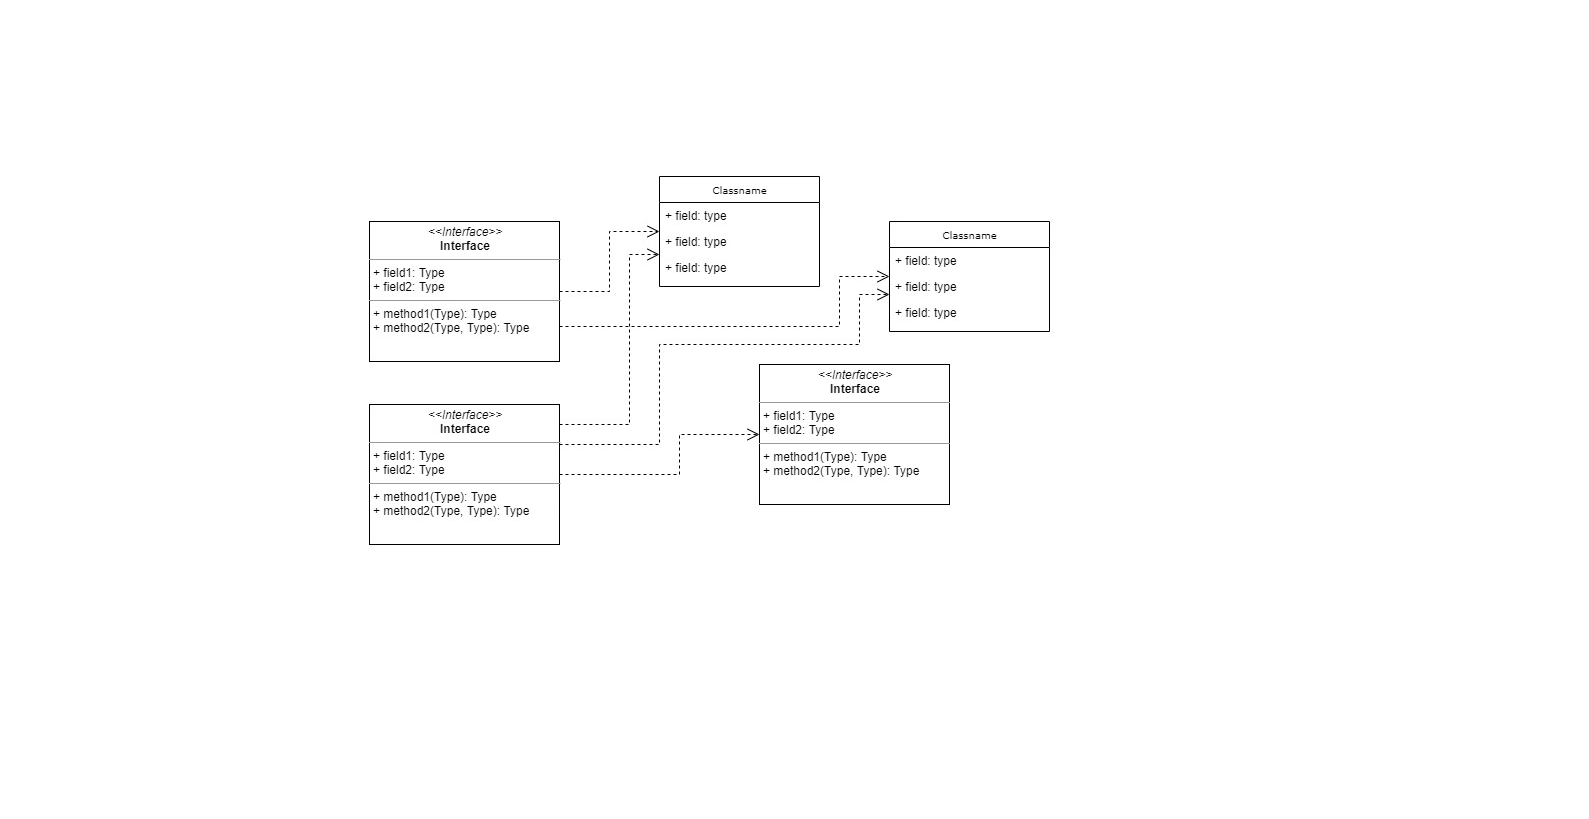 Classname
+ field: type
+ field: type
+ field: type
<<Interface>>
Interface
+ field1: Type
+ field2: Type
+ method1(Type): Type
+ method2(Type, Type): Type
Classname
+ field: type
+ field: type
+ field: type
<<Interface>>
Interface
+ field1: Type
+ field2: Type
+ method1(Type): Type
+ method2(Type, Type): Type
<<Interface>>
Interface
+ field1: Type
+ field2: Type
+ method1(Type): Type
+ method2(Type, Type): Type